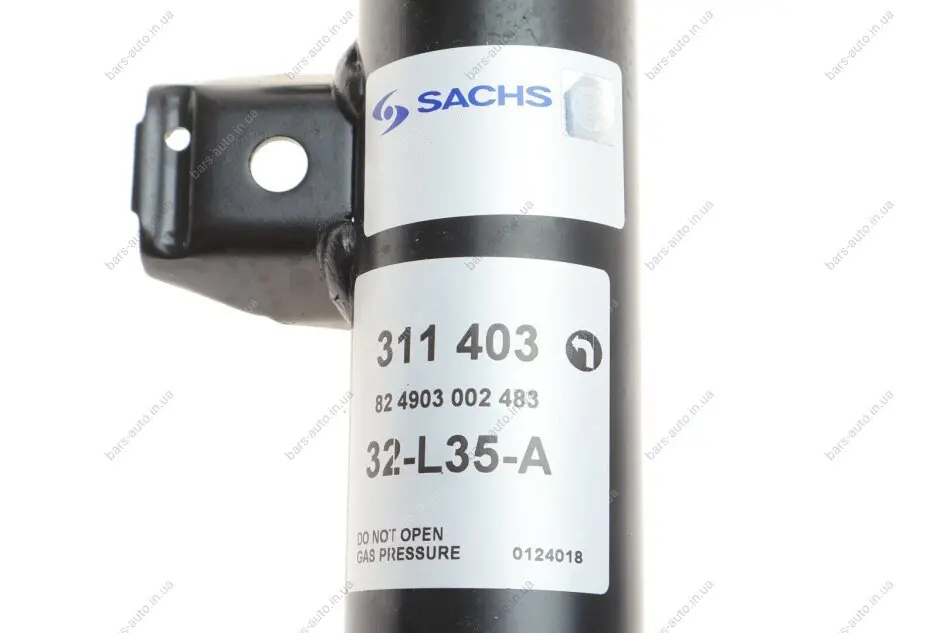 SACHS
311 403
82 4903 002 483
32-L35-A
DO NOT OPEN
GAS PRESSURE 0124018
bars-auto.in.ua